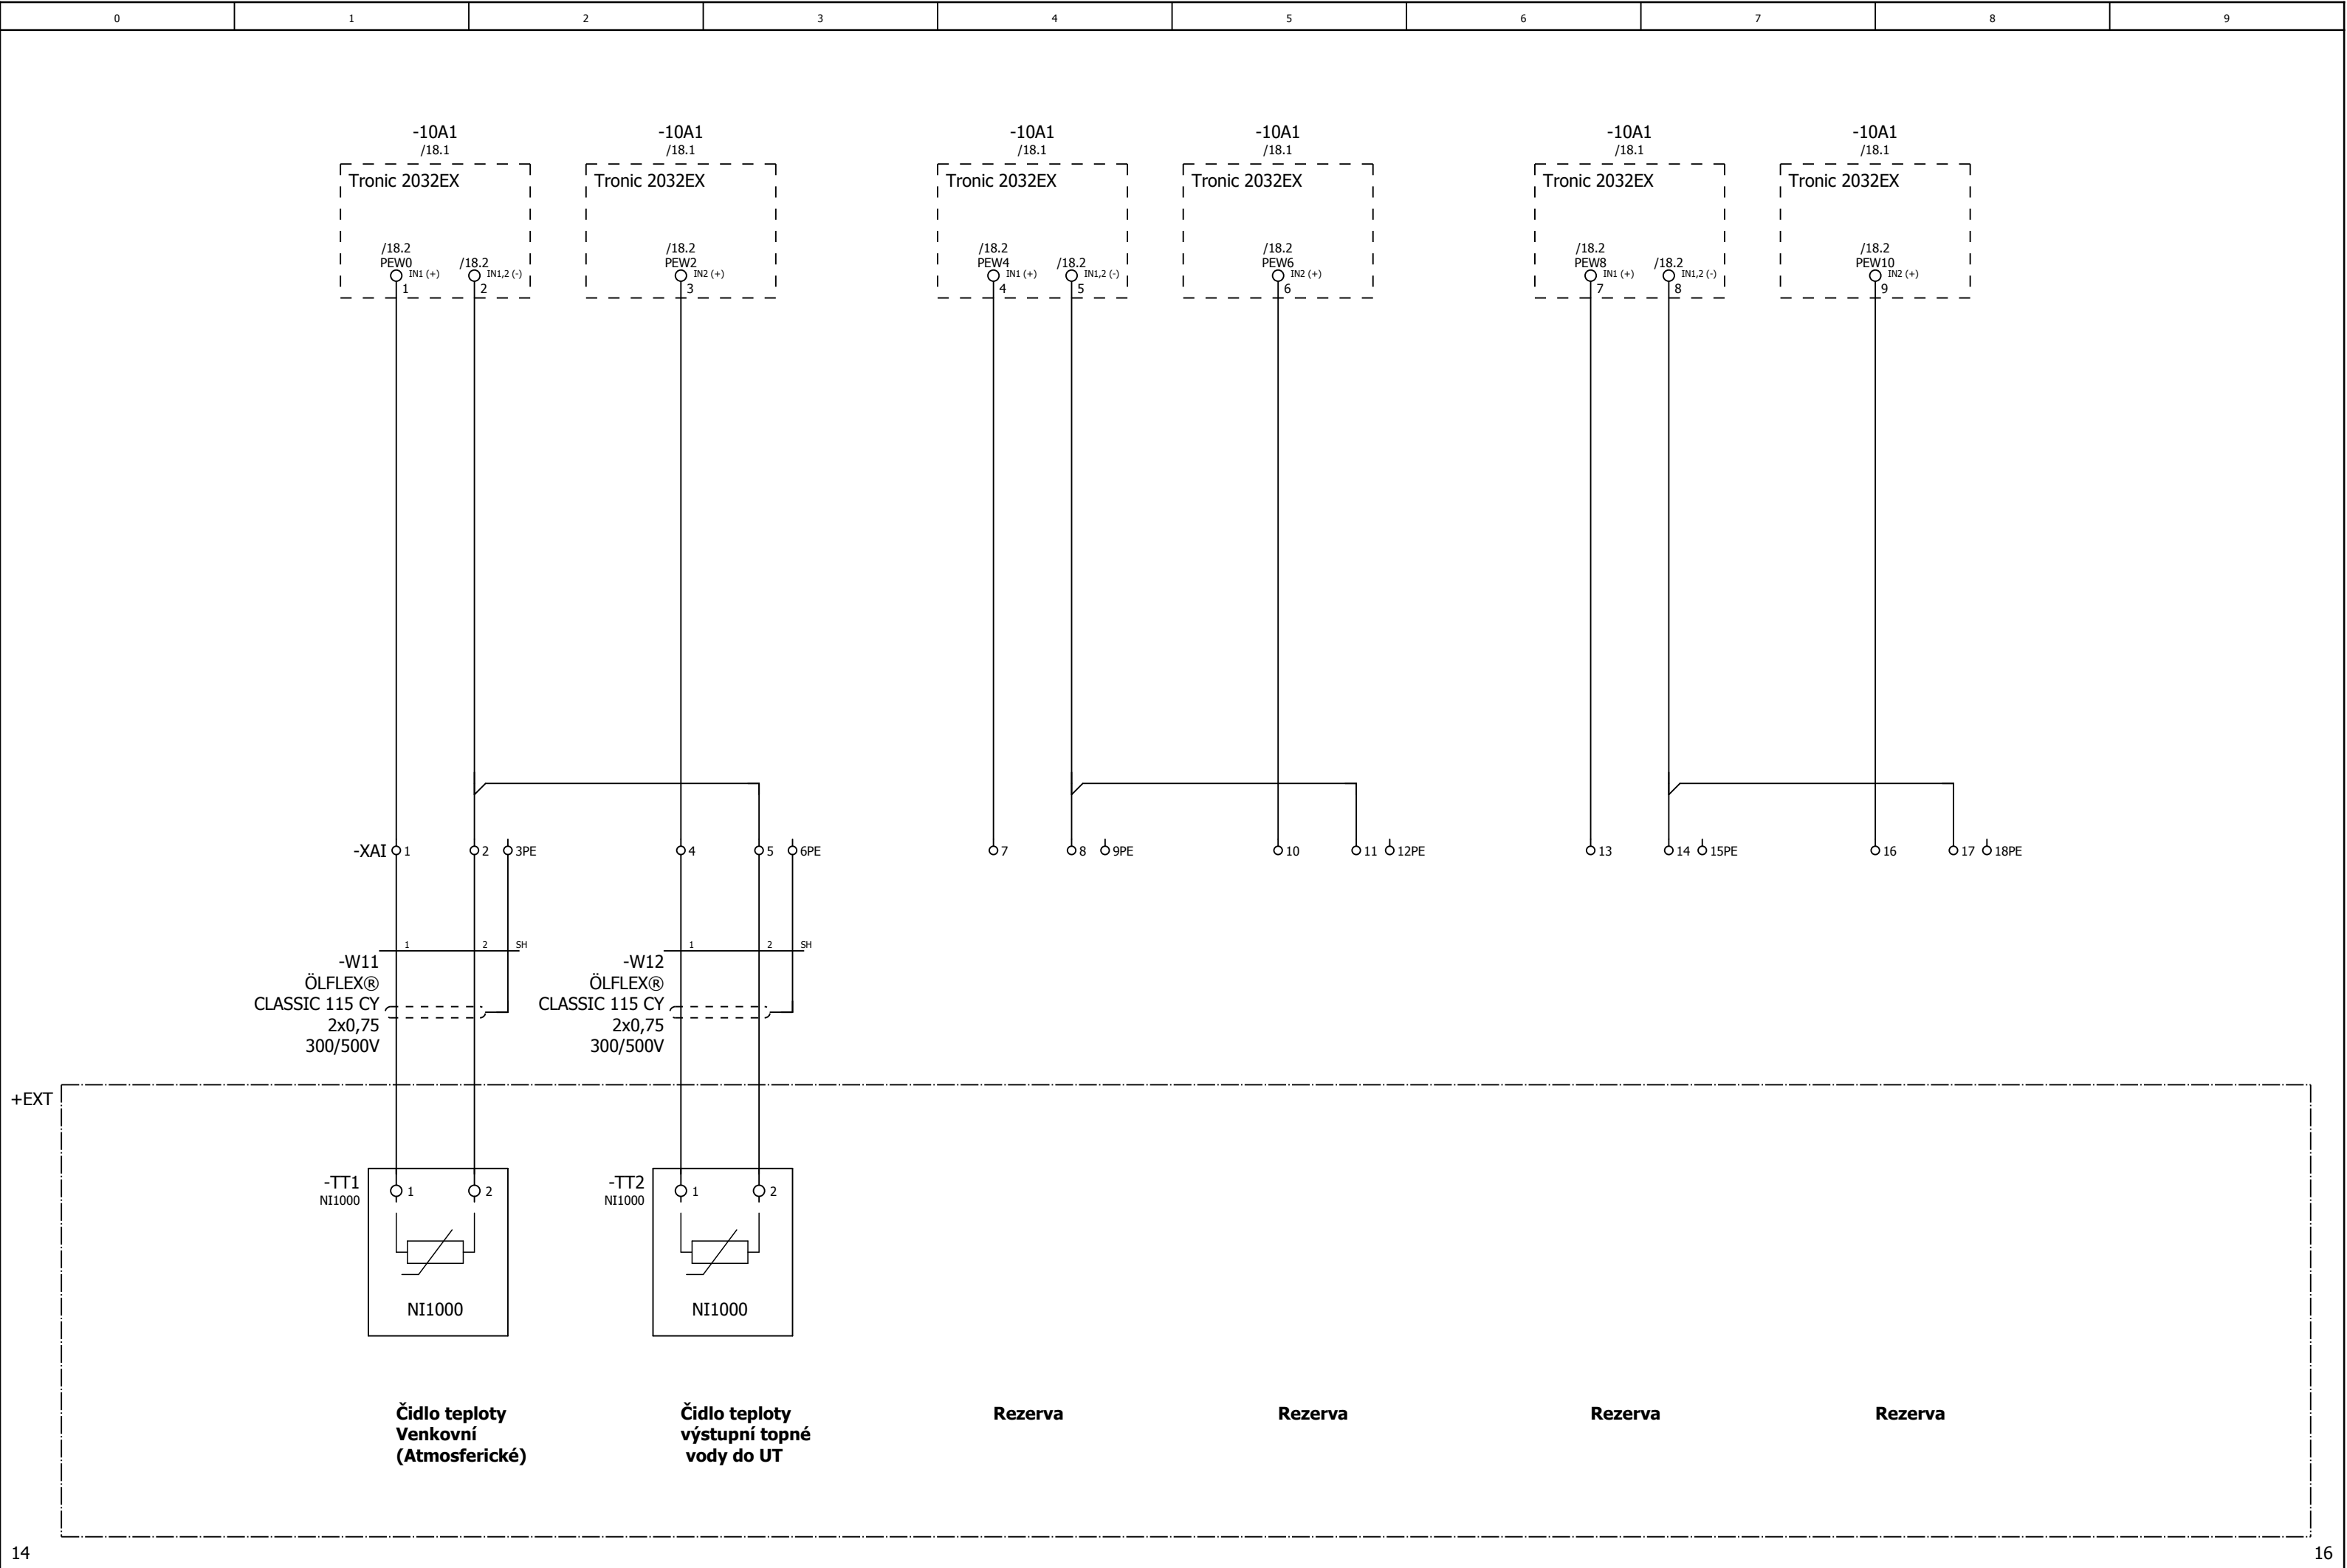 0 1 2 3 4 5 6 7 8 9
-10A1 -10A1 -10A1 -10A1 -10A1 -10A1
/18.1 /18.1 /18.1 /18.1 /18.1 /18.1
Tronic 2032EX Tronic 2032EX Tronic 2032EX Tronic 2032EX Tronic 2032EX Tronic 2032EX
/18.2 /18.2 /18.2 /18.2 /18.2 /18.2
PEW0 /18.2 PEW2 PEW4 /18.2 PEW6 PEW8 /18.2 PEW10
IN1 (+) IN1,2 (-) IN2 (+) IN1 (+) IN1,2 (-) IN2 (+) IN1 (+) IN1,2 (-) IN2 (+)
1 2 3 4 5 6 7 8 9
-XAI 1 2 3PE 4 5 6PE 7 8 9PE 10 11 12PE 13 14 15PE 16 17 18PE
1 2 SH 1 2 SH
-W11 -W12
ÖLFLEX® ÖLFLEX®
CLASSIC 115 CY CLASSIC 115 CY
2x0,75 2x0,75
300/500V 300/500V
+EXT
-TT1 1 2 -TT2 1 2
NI1000 NI1000
NI1000 NI1000
Čidlo teploty Čidlo teploty Rezerva Rezerva Rezerva Rezerva
Venkovní výstupní topné
(Atmosferické) vody do UT
14 16